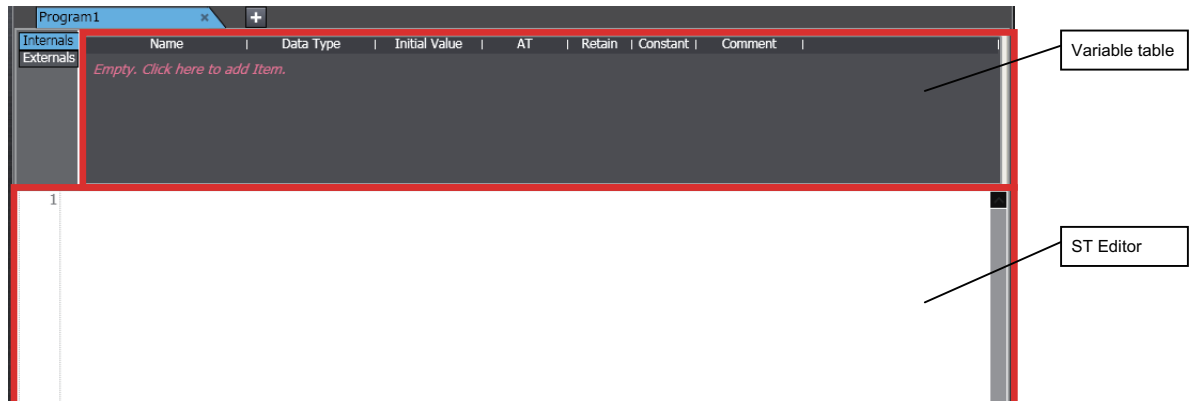 Program1 × +
Internals Name | Data Type | Initial Value | AT | Retain | Constant | Comment |
Externals
Empty. Click here to add Item.
Variable table
1
ST Editor